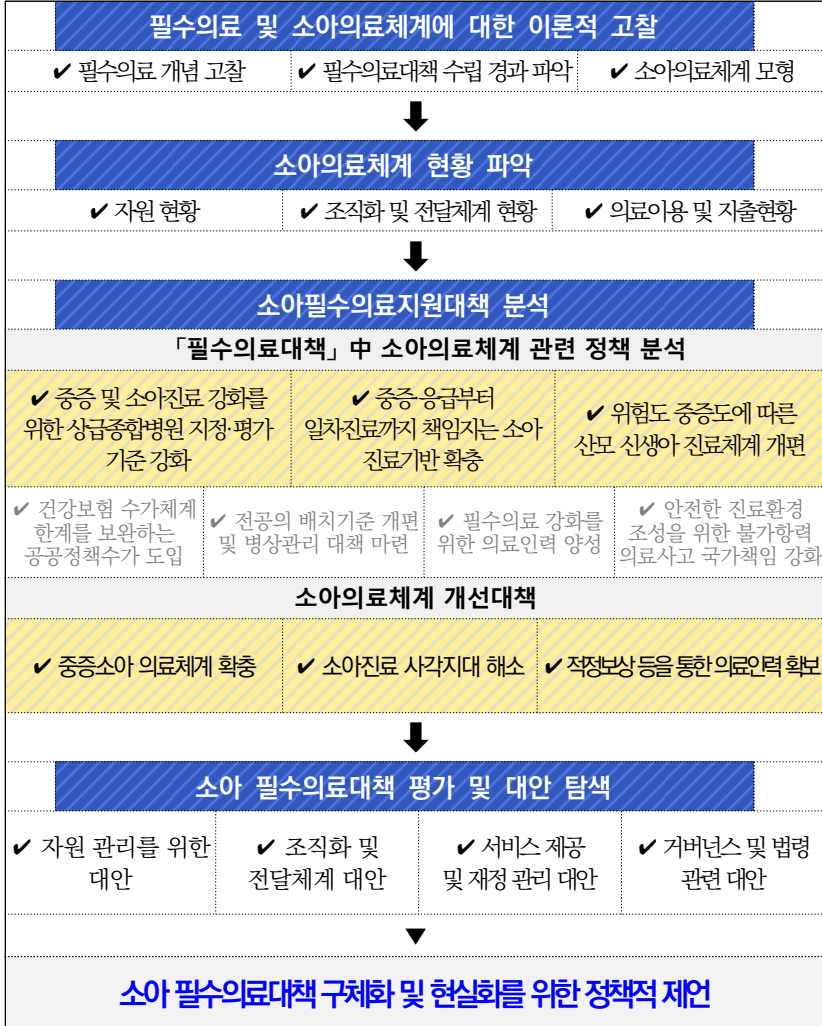 필수의료 및 소아의료체계에 대한 이론적 고찰
✔ 필수의료 개념 고찰
✔ 필수의료대책 수립 경과 파악
✔ 소아의료체계 모형
소아의료체계 현황 파악
✔ 자원 현황
✔ 조직화 및 전달체계 현황
✔ 의료이용 및 지출현황
소아필수의료지원대책 분석
「필수의료대책」中 소아의료체계 관련 정책 분석
✔ 중증 및 소아진료 강화를
위한 상급종합병원 지정·평가
기준 강화
✔ 중증·응급부터
일차진료까지 책임지는 소아
진료기반 확충
✔ 위험도 중증도에 따른
산모 신생아 진료체계 개편
✔ 건강보험 수가체계
한계를 보완하는
공공정책수가 도입
✔ 전공의 배치기준 개편
및 병상관리 대책 마련
✔ 필수의료 강화를
위한 의료인력 양성
✔ 안전한 진료환경
조성을 위한 불가항력
의료사고 국가책임 강화
소아의료체계 개선대책
✔ 중증소아 의료체계 확충
✔ 소아진료 사각지대 해소
✔ 적정보상 등을 통한 의료인력 확보
소아 필수의료대책 평가 및 대안 탐색
✔ 자원 관리를 위한
대안
✔ 조직화 및
전달체계 대안
✔ 서비스 제공
및 재정 관리 대안
✔ 거버넌스 및 법령
관련 대안
소아 필수의료대책 구체화 및 현실화를 위한 정책적 제언